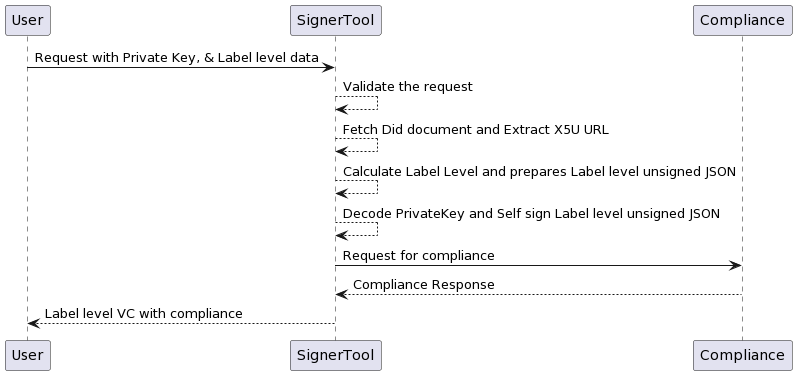 User
SignerTool
Compliance
Request with Private Key, & Label level data
Validate the request
Fetch Did document and Extract X5U URL
Calculate Label Level and prepares Label level unsigned JSON
Decode PrivateKey and Self sign Label level unsigned JSON
Request for compliance
Compliance Response
Label level VC with compliance
User
SignerTool
Compliance